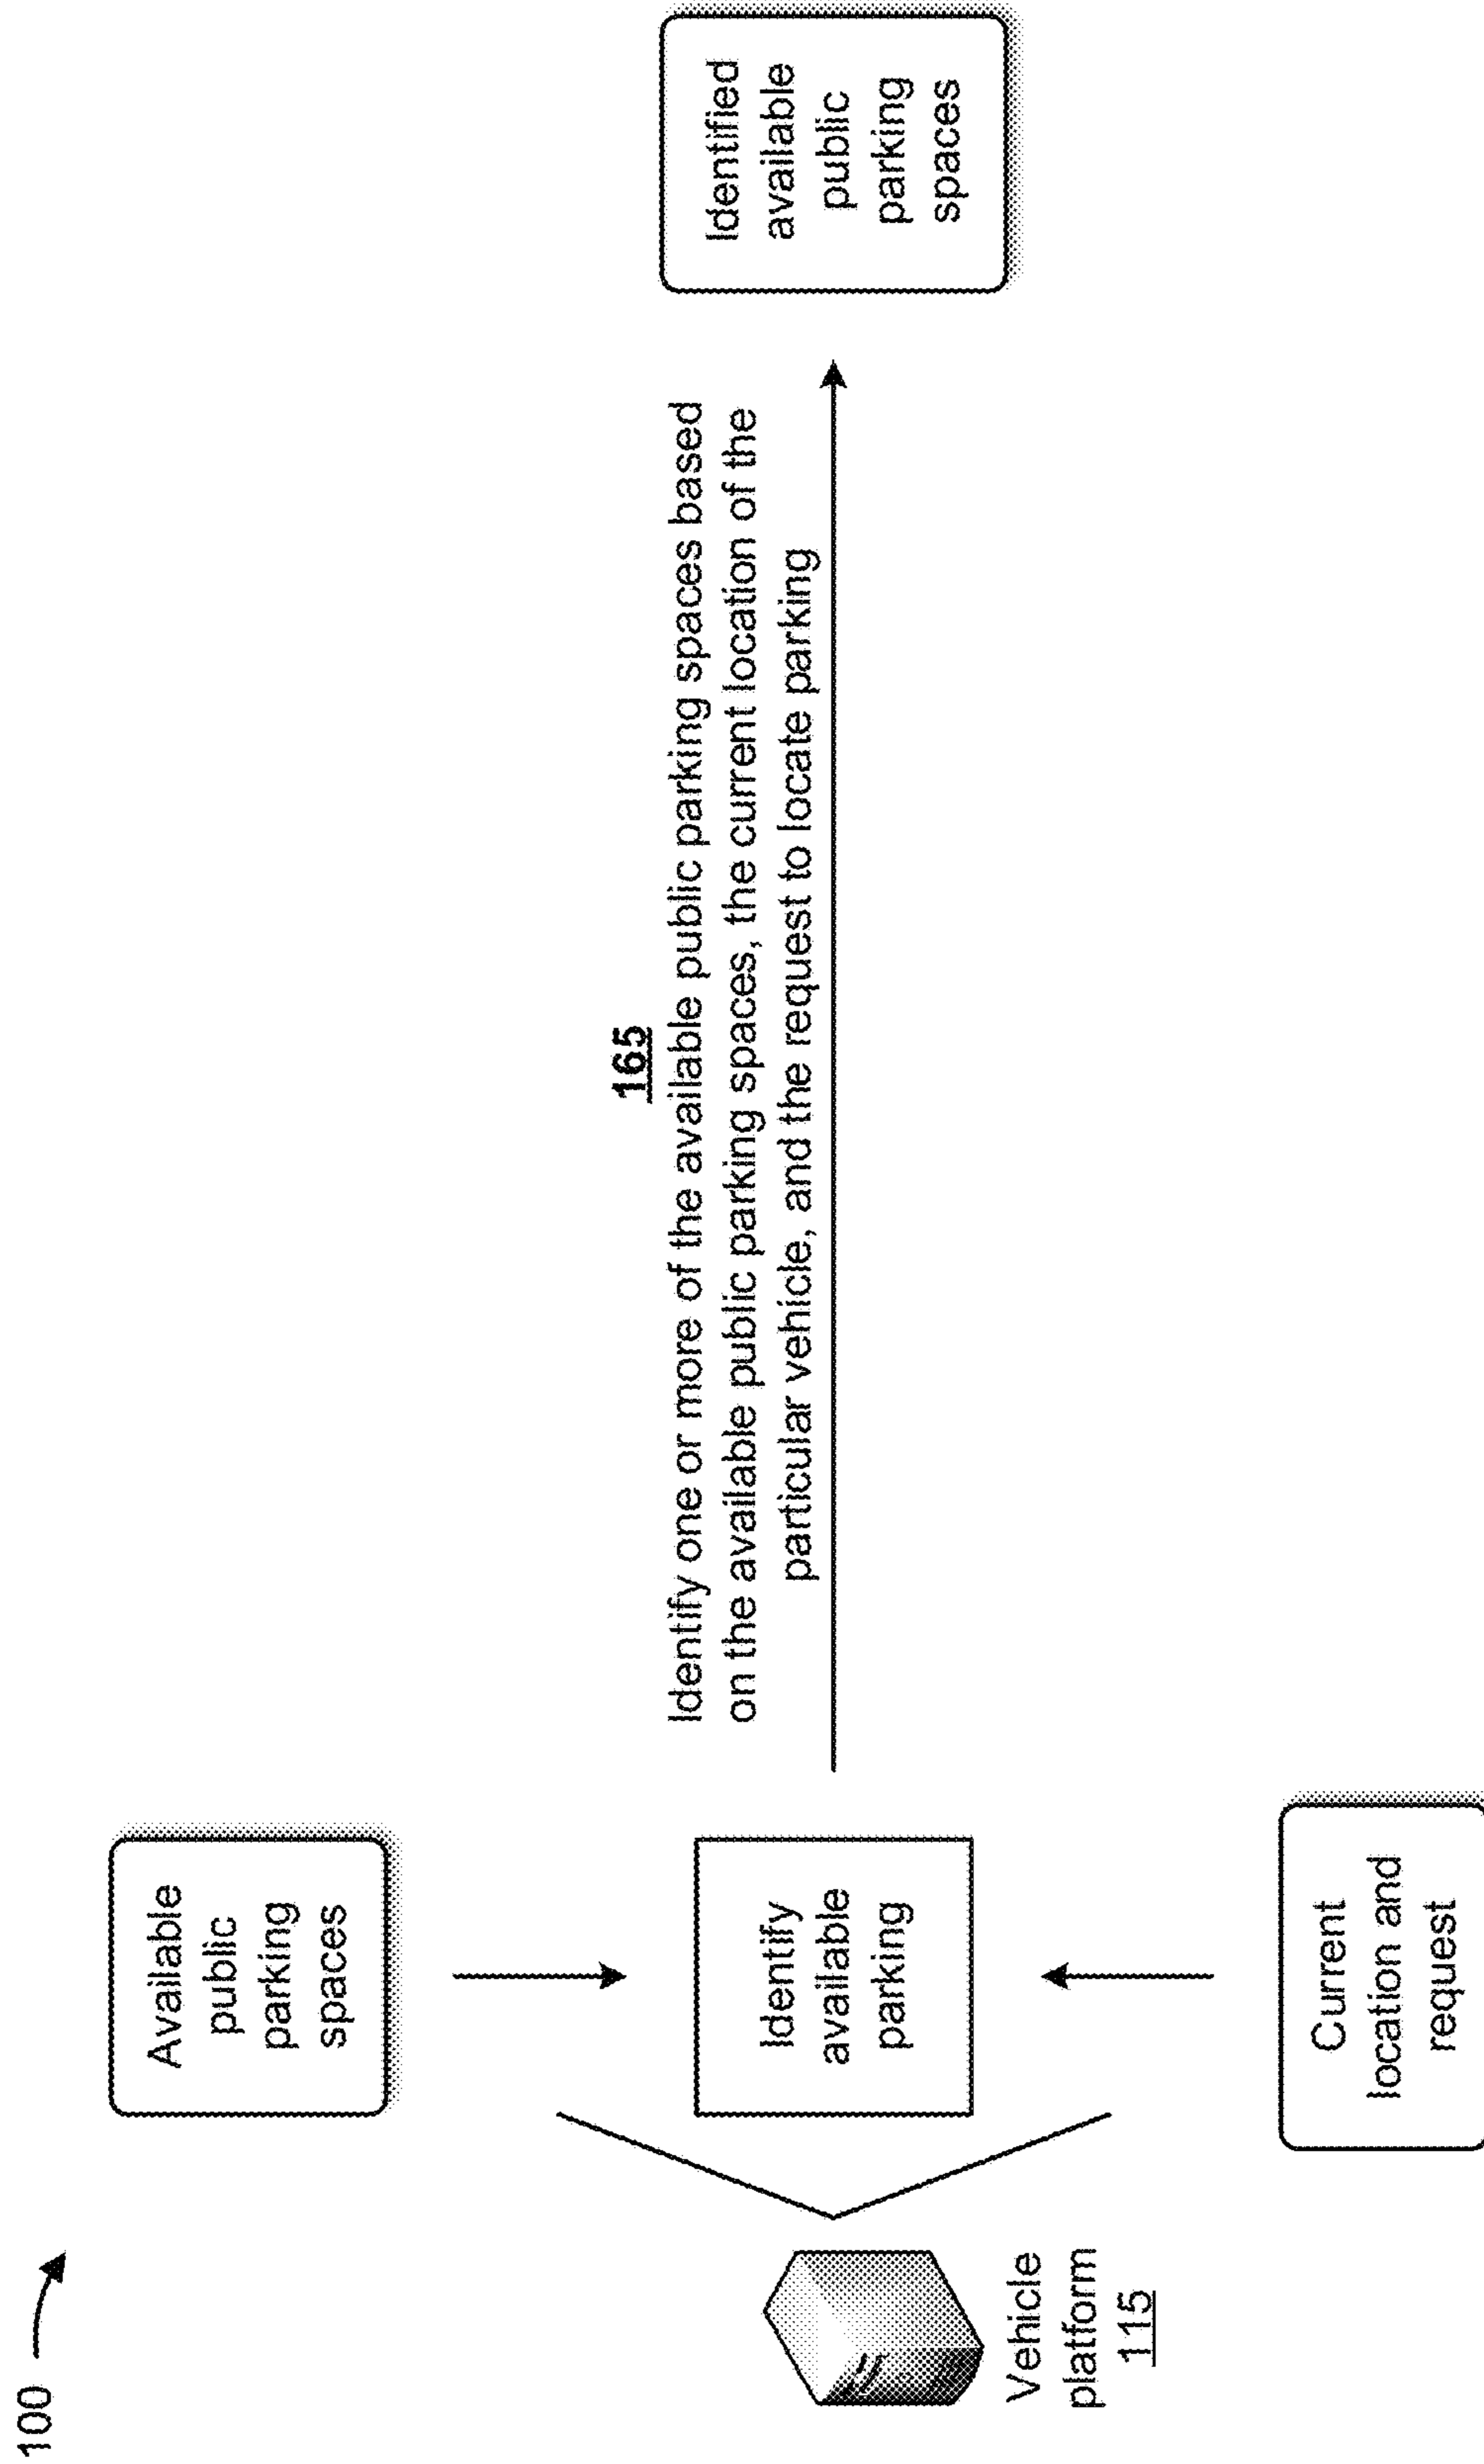 100
Available
public
parking
spaces
Vehicle
platform
115
Identify
available
parking
165
Identify one or more of the available public parking spaces based
on the available public parking spaces, the current location of the
particular vehicle, and the request to locate parking
Identified
available
public
parking
spaces
Current
location and
request